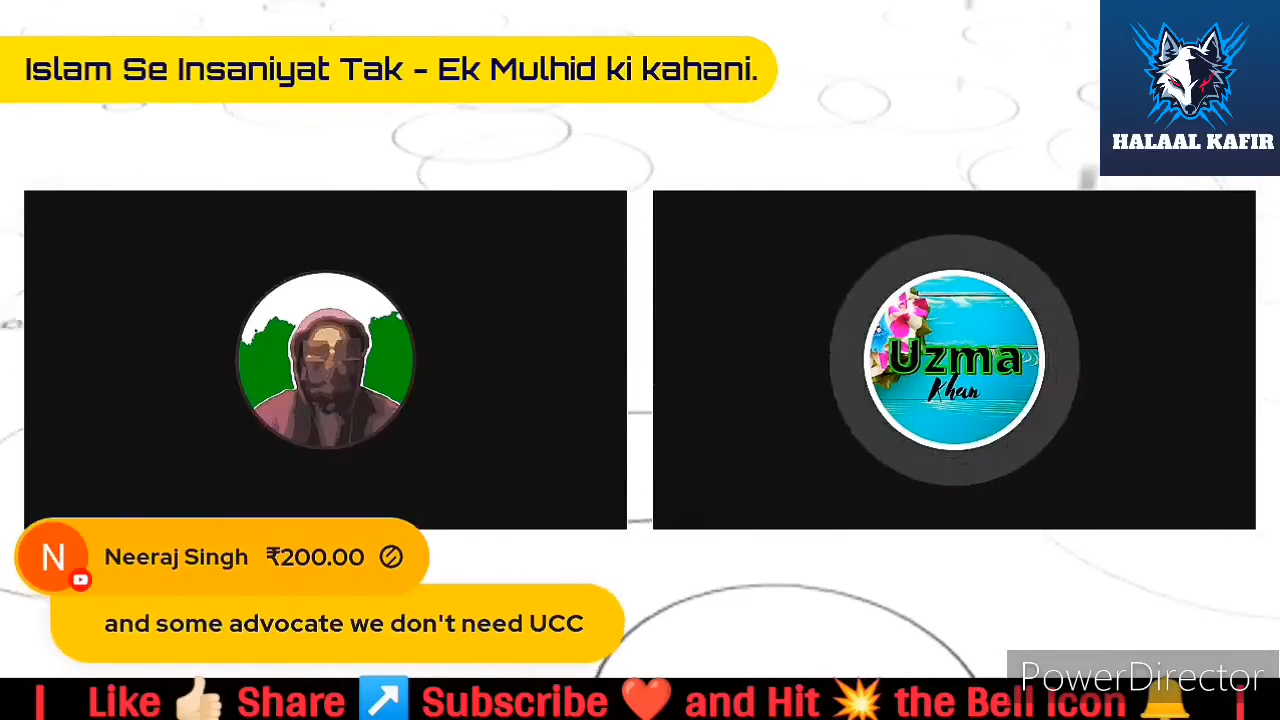 Islam Se Insaniyat Tak - Ek Mulhid ki kahani.
HALAAL KAFIR
Uzma
Khan
N
Neeraj Singh ₹200.00
and some advocate we don't need UCC
PowerDirector
| Like 👍🏻 Share ↗️ Subscribe ❤️ and Hit 💥 the Bell Icon 🔔 |